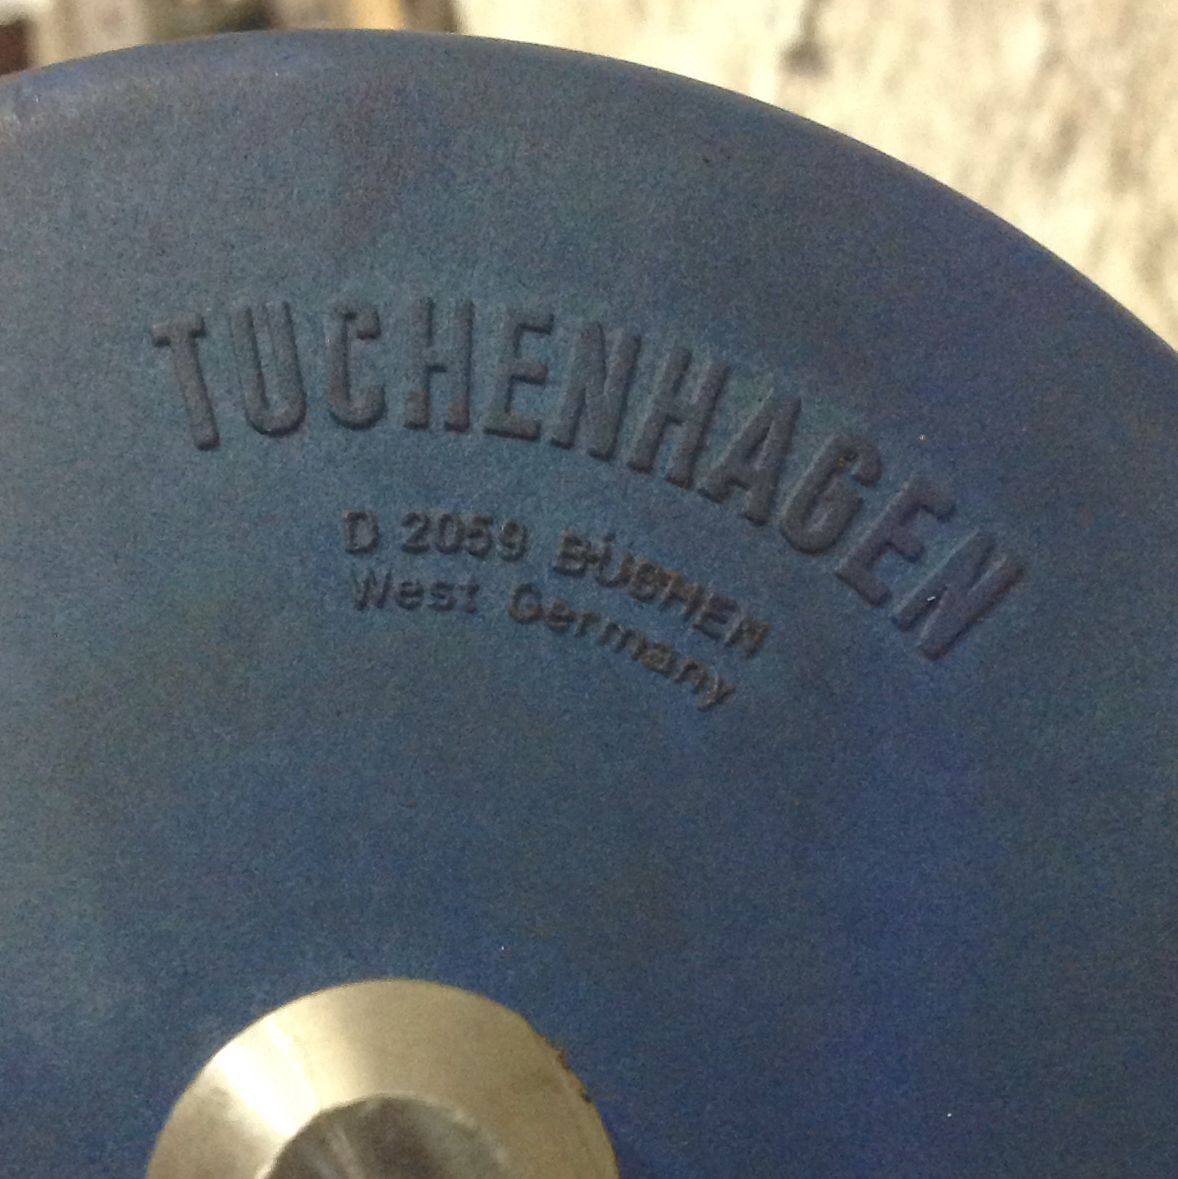 TUCHENHAGEN
D 2059 BÜCHEN
West Germany